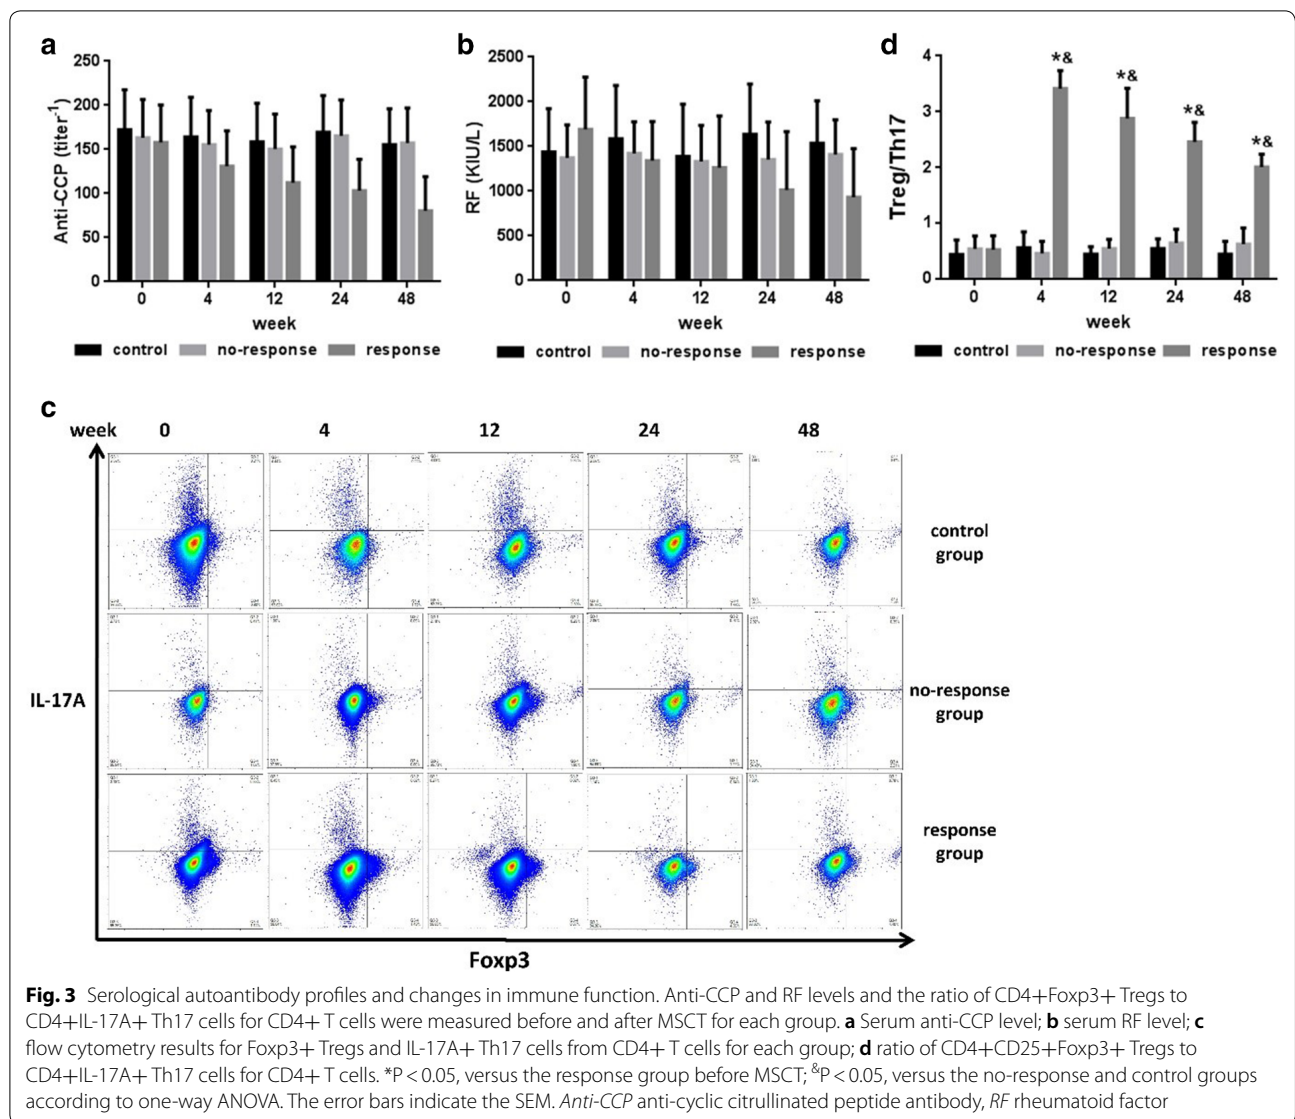 a
250
200
150
100
50
0
Anti-CCP (titer-1)
0 4 12 24 48
week
control no-response response
b
2500
2000
1500
1000
500
0
RF (KIU/L)
0 4 12 24 48
week
control no-response response
d
4
3
2
1
0
Treg/Th17
*& *& *& *&
0 4 12 24 48
week
control no-response response
c
week 0 4 12 24 48
control
group
no-response
group
response
group
IL-17A
Foxp3
Fig. 3 Serological autoantibody profiles and changes in immune function. Anti-CCP and RF levels and the ratio of CD4+Foxp3+ Tregs to
CD4+IL-17A+ Th17 cells for CD4+ T cells were measured before and after MSCT for each group. a Serum anti-CCP level; b serum RF level; c
flow cytometry results for Foxp3+ Tregs and IL-17A+ Th17 cells from CD4+ T cells for each group; d ratio of CD4+CD25+Foxp3+ Tregs to
CD4+IL-17A+ Th17 cells for CD4+ T cells. *P < 0.05, versus the response group before MSCT; &P < 0.05, versus the no-response and control groups
according to one-way ANOVA. The error bars indicate the SEM. Anti-CCP anti-cyclic citrullinated peptide antibody, RF rheumatoid factor